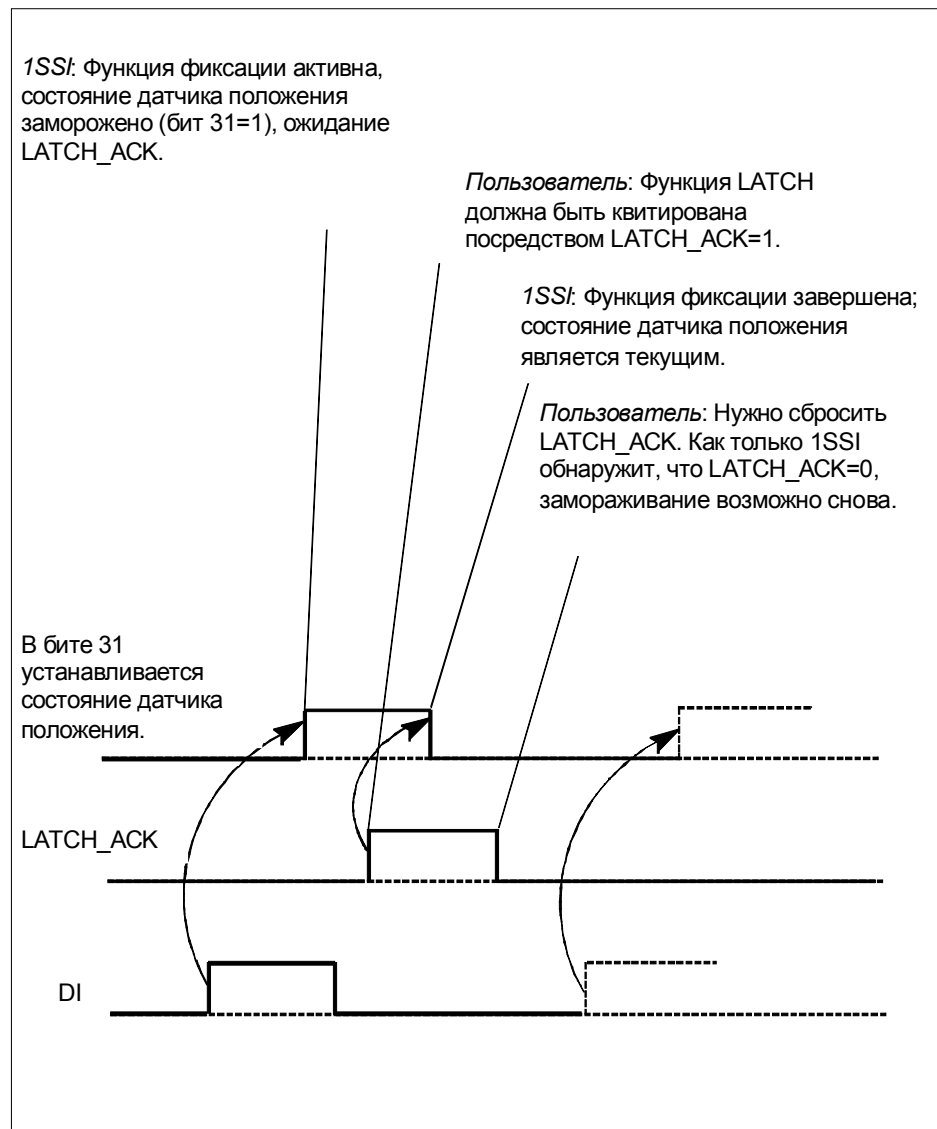 1SSI: Функция фиксации активна,
состояние датчика положения
заморожено (бит 31=1), ожидание
LATCH_ACK.
Пользователь: Функция LATCH
должна быть квитирована
посредством LATCH_ACK=1.
1SSI: Функция фиксации завершена;
состояние датчика положения
является текущим.
Пользователь: Нужно сбросить
LATCH_ACK. Как только 1SSI
обнаружит, что LATCH_ACK=0,
замораживание возможно снова.
В бите 31
устанавливается
состояние датчика
положения.
LATCH_ACK
DI